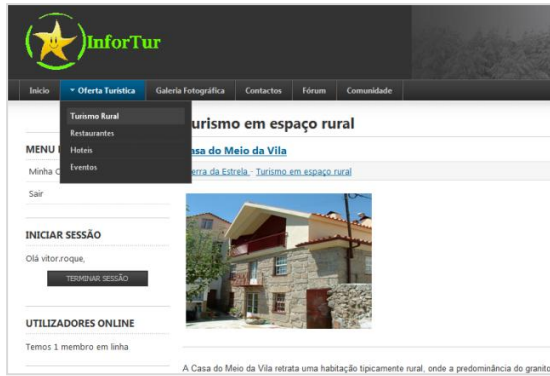 InforTur
Inicio
Oferta Turística
Galeria Fotográfica
Contactos
Fórum
Comunidade
Turismo Rural
Restaurantes
Hoteis
Eventos
urismo em espaço rural
asa do Meio da Vila
erra da Estrela - Turismo em espaço rural
MENU
Minha
Sair
INICIAR SESSÃO
Olá vitor.roque,
TERMINAR SESSÃO
UTILIZADORES ONLINE
Temos 1 membro em linha
A Casa do Meio da Vila retrata uma habitação tipicamente rural, onde a predominância do granito